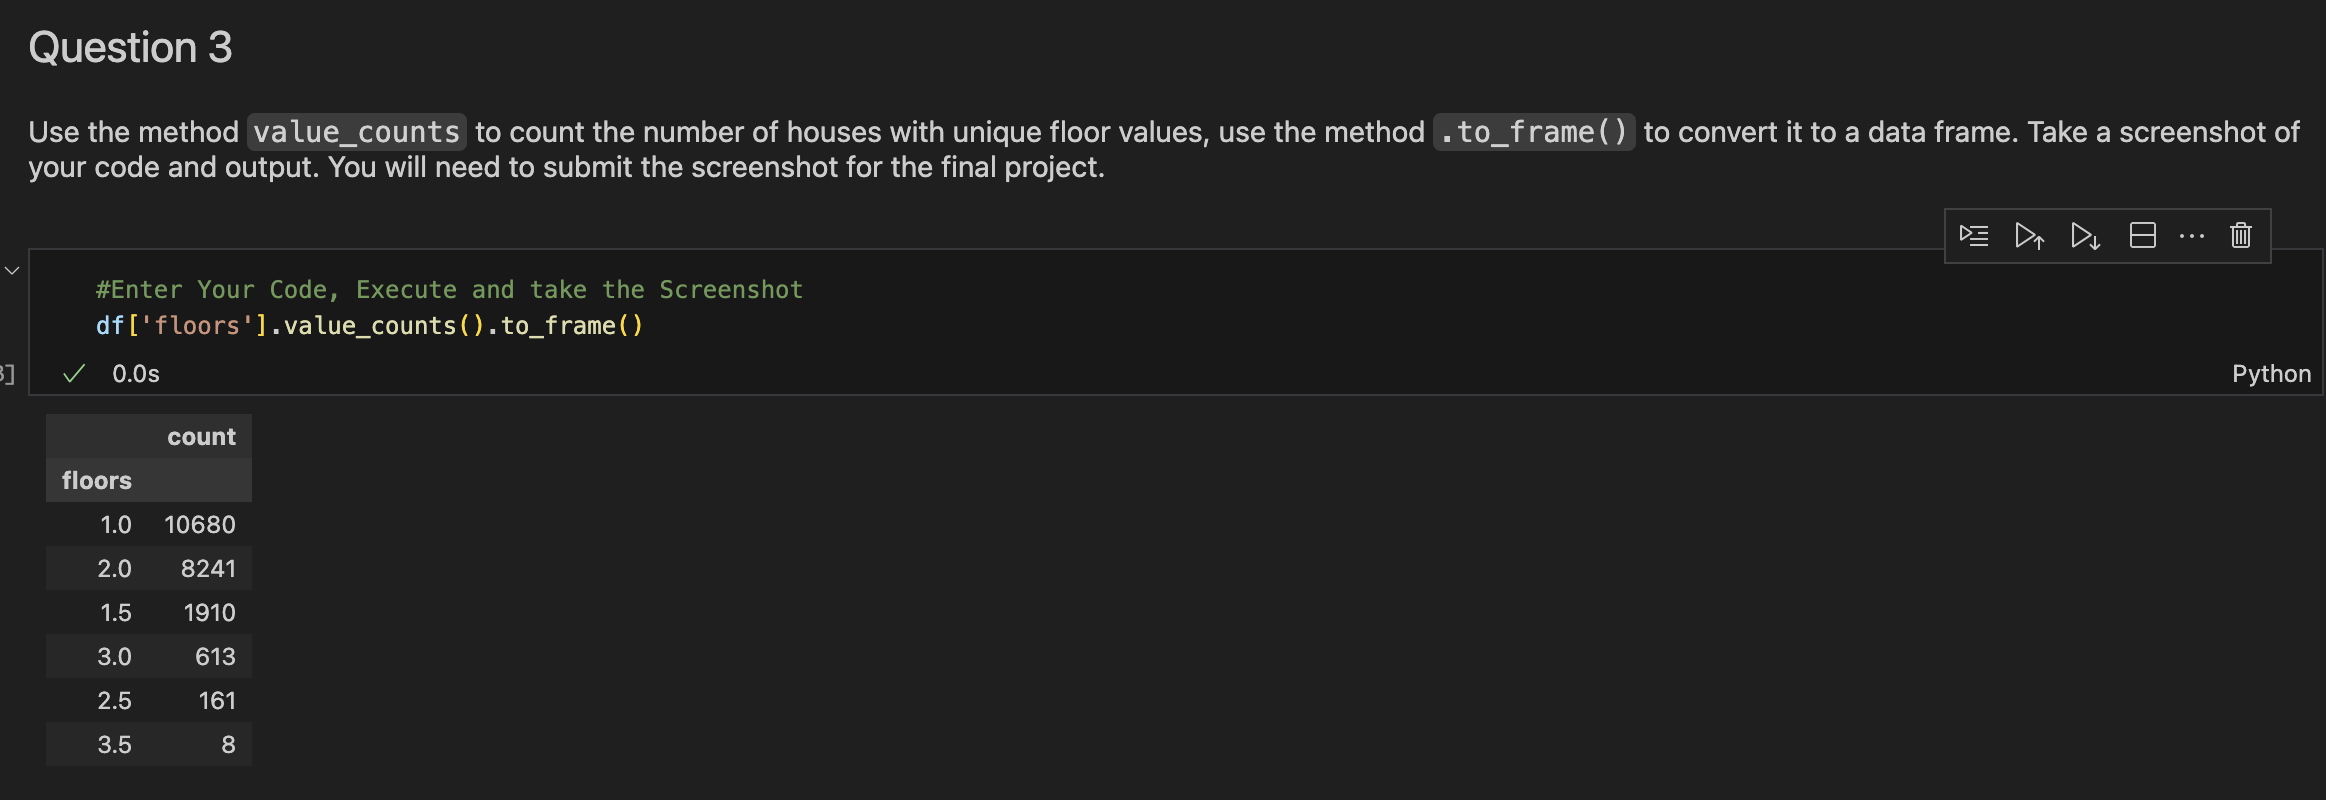 Question 3
Use the method value_counts to count the number of houses with unique floor values, use the method .to_frame() to convert it to a data frame. Take a screenshot of
your code and output. You will need to submit the screenshot for the final project.
#Enter Your Code, Execute and take the Screenshot
df['floors'].value_counts().to_frame()
] 0.0s Python
count
floors
1.0 10680
2.0 8241
1.5 1910
3.0 613
2.5 161
3.5 8